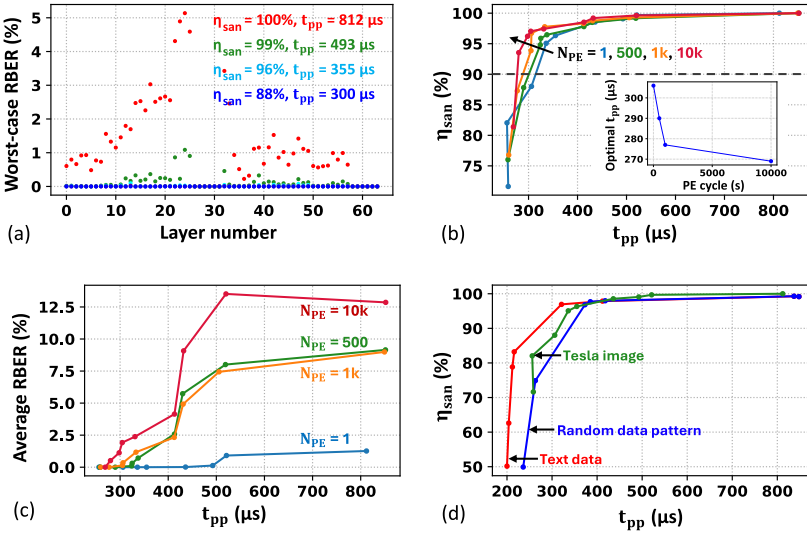 Worst-case RBER (%)
5
4
3
2
1
0
η_san = 100%, t_pp = 812 µs
η_san = 99%, t_pp = 493 µs
η_san = 96%, t_pp = 355 µs
η_san = 88%, t_pp = 300 µs
0 10 20 30 40 50 60
Layer number
(a)
η_san (%)
100
95
90
85
80
75
N_PE = 1, 500, 1k, 10k
Optimal t_pp (µs)
300
290
280
270
0 5000 10000
PE cycle (s)
300 400 500 600 700 800
t_pp (µs)
(b)
Average RBER (%)
12.5
10.0
7.5
5.0
2.5
0.0
N_PE = 10k
N_PE = 500
N_PE = 1k
N_PE = 1
300 400 500 600 700 800
t_pp (µs)
(c)
η_san (%)
100
90
80
70
60
50
Tesla image
Random data pattern
Text data
200 300 400 500 600 700 800
t_pp (µs)
(d)